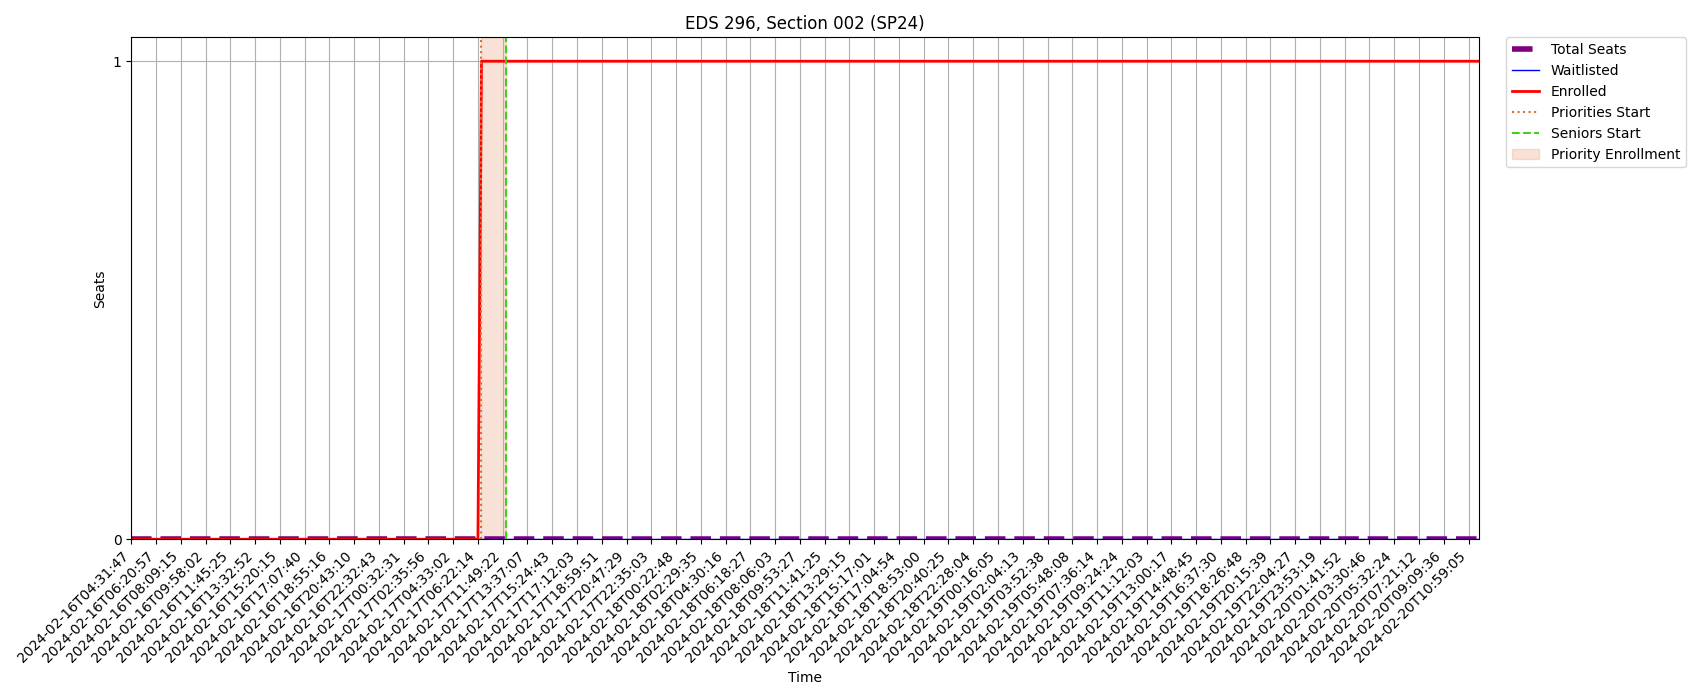 EDS 296, Section 002 (SP24)
Total Seats
Waitlisted
Enrolled
Priorities Start
Seniors Start
Priority Enrollment
Seats
1
0
2024-02-16T04:31:47
2024-02-16T06:20:57
2024-02-16T08:09:15
2024-02-16T09:58:02
2024-02-16T11:45:25
2024-02-16T13:32:52
2024-02-16T15:20:15
2024-02-16T17:07:40
2024-02-16T18:55:16
2024-02-16T20:43:10
2024-02-16T22:32:43
2024-02-17T00:32:31
2024-02-17T02:35:56
2024-02-17T04:33:02
2024-02-17T06:22:14
2024-02-17T11:49:22
2024-02-17T13:37:07
2024-02-17T15:24:43
2024-02-17T17:12:03
2024-02-17T18:59:51
2024-02-17T20:47:29
2024-02-17T22:35:03
2024-02-18T00:22:48
2024-02-18T02:29:35
2024-02-18T04:30:16
2024-02-18T06:18:27
2024-02-18T08:06:03
2024-02-18T09:53:27
2024-02-18T11:41:25
2024-02-18T13:29:15
2024-02-18T15:17:01
2024-02-18T17:04:54
2024-02-18T18:53:00
2024-02-18T20:40:25
2024-02-18T22:28:04
2024-02-19T00:16:05
2024-02-19T02:04:13
2024-02-19T03:52:38
2024-02-19T05:48:08
2024-02-19T07:36:14
2024-02-19T09:24:24
2024-02-19T11:12:03
2024-02-19T13:00:17
2024-02-19T14:48:45
2024-02-19T16:37:30
2024-02-19T18:26:48
2024-02-19T20:15:39
2024-02-19T22:04:27
2024-02-19T23:53:19
2024-02-20T01:41:52
2024-02-20T03:30:46
2024-02-20T05:32:24
2024-02-20T07:21:12
2024-02-20T09:09:36
2024-02-20T10:59:05
Time